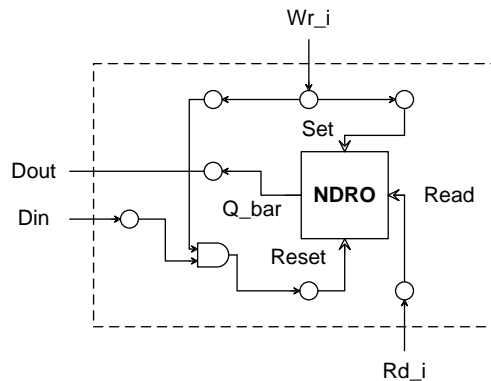 Wr_i
Set
Dout
NDRO
Read
Q_bar
Din
Reset
Rd_i